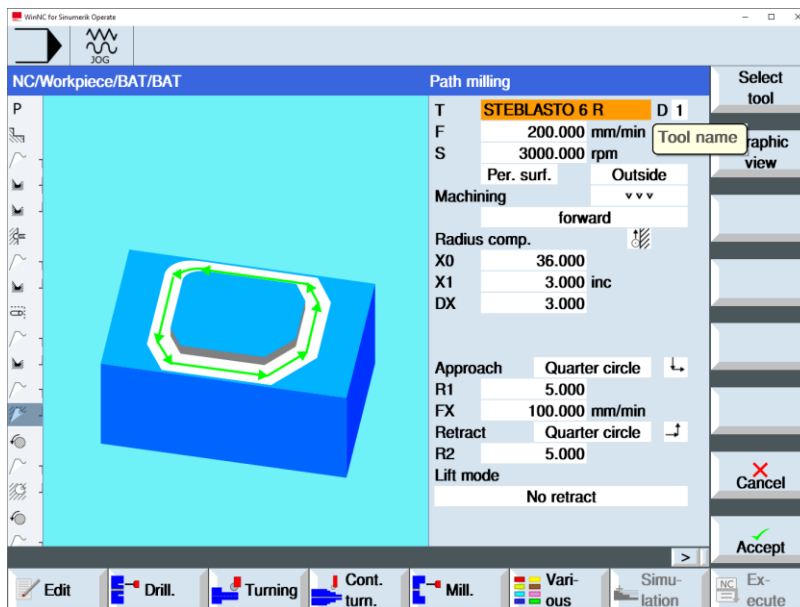 WinNC for Sinumerik Operate
JOG
NC/Workpiece/BAT/BAT
Path milling
Select
tool
P
T STEBLASTO 6 R D 1
F 200.000 mm/min
Tool name
raphic
view
S 3000.000 rpm
Per. surf. Outside
Machining vvv
forward
Radius comp.
X0 36.000
X1 3.000 inc
DX 3.000
Approach Quarter circle
R1 5.000
FX 100.000 mm/min
Retract Quarter circle
R2 5.000
Lift mode
No retract
Cancel
Accept
>
Edit
Drill.
Turning
Cont.
turn.
Mill.
Vari-
ous
Simu-
lation
NC
Ex-
ecute